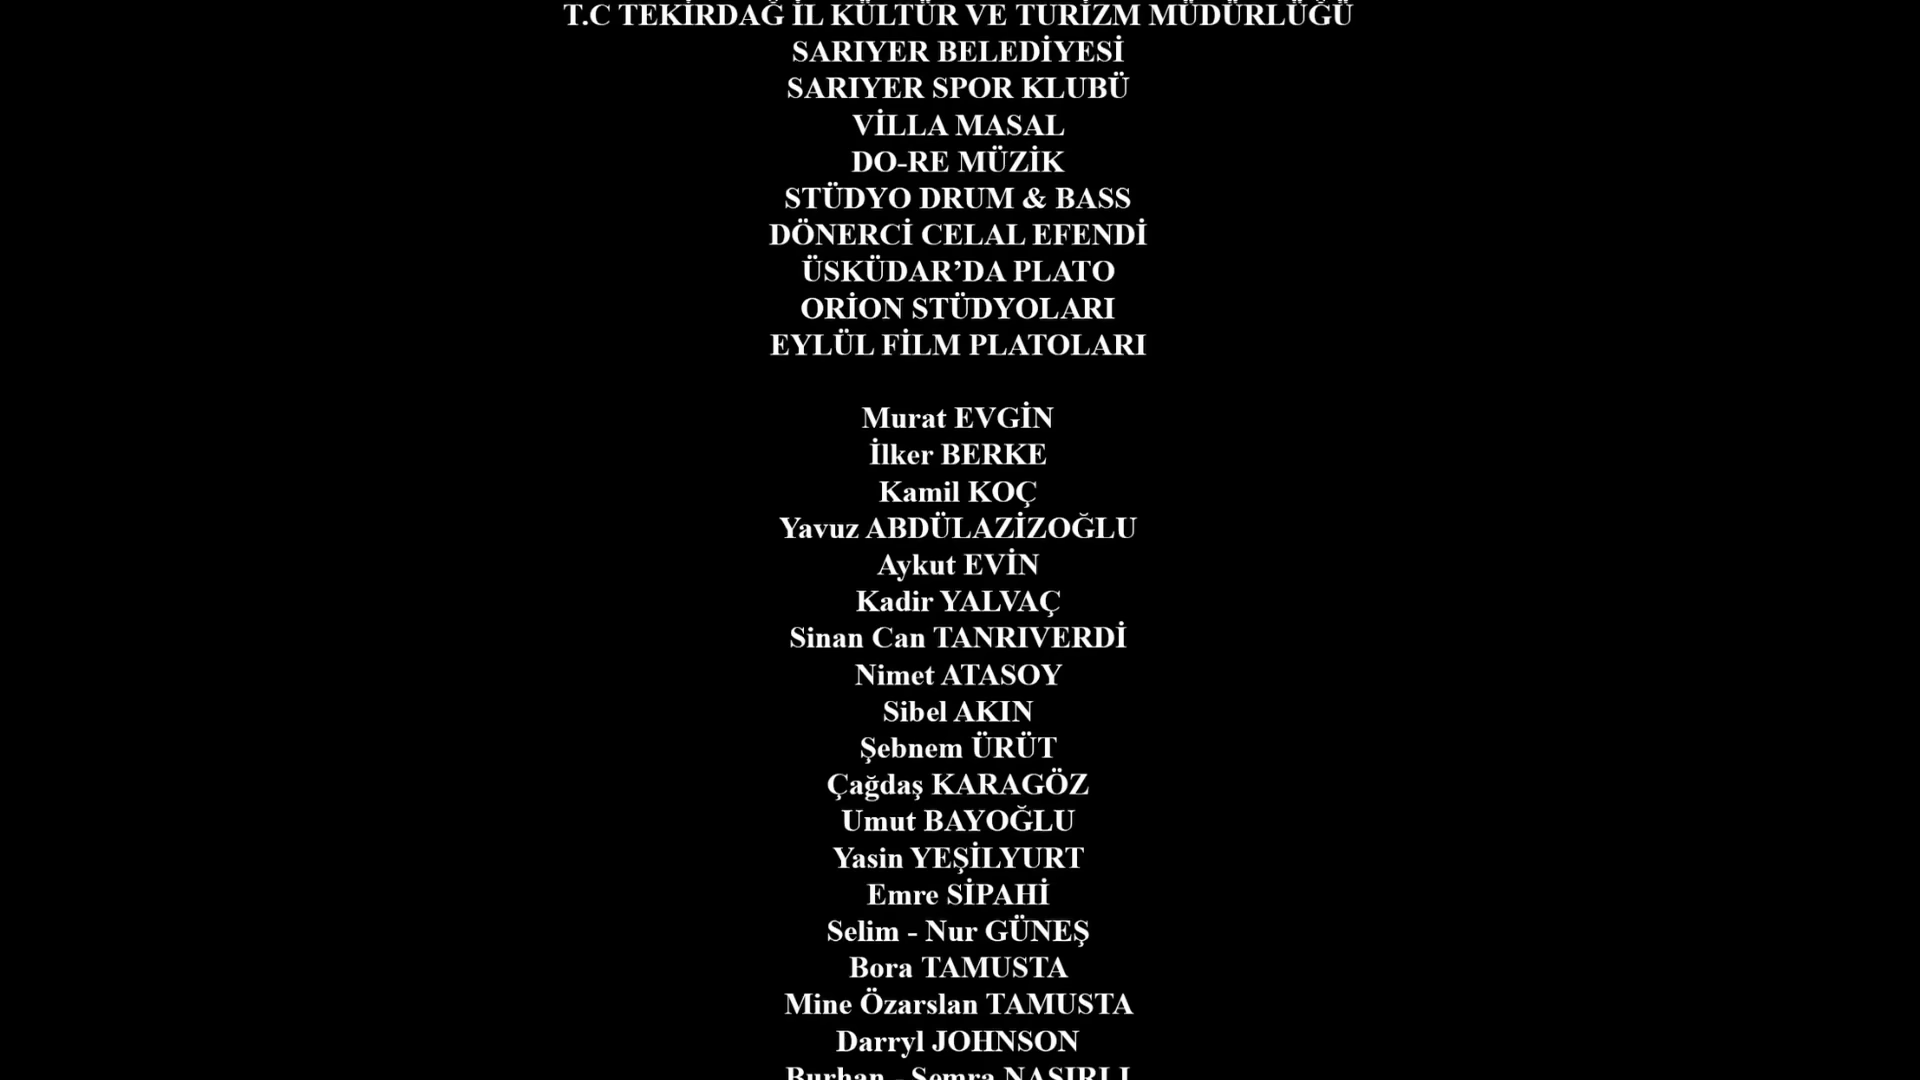 T.C TEKİRDAĞ İL KÜLTÜR VE TURİZM MÜDÜRLÜĞÜ
SARIYER BELEDİYESİ
SARIYER SPOR KLUBÜ
VİLLA MASAL
DO-RE MÜZİK
STÜDYO DRUM & BASS
DÖNERCİ CELAL EFENDİ
ÜSKÜDAR’DA PLATO
ORİON STÜDYOLARI
EYLÜL FİLM PLATOLARI
Murat EVGİN
İlker BERKE
Kamil KOÇ
Yavuz ABDÜLAZİZOĞLU
Aykut EVİN
Kadir YALVAÇ
Sinan Can TANRIVERDİ
Nimet ATASOY
Sibel AKIN
Şebnem ÜRÜT
Çağdaş KARAGÖZ
Umut BAYOĞLU
Yasin YEŞİLYURT
Emre SİPAHİ
Selim - Nur GÜNEŞ
Bora TAMUSTA
Mine Özarslan TAMUSTA
Darryl JOHNSON
Burhan - Semra NASIRLI